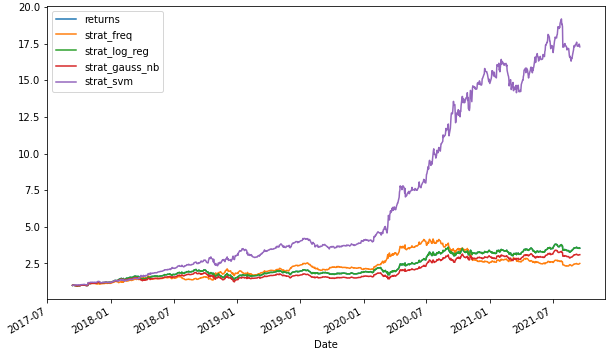 20.0
17.5
15.0
12.5
10.0
7.5
5.0
2.5
returns
strat_freq
strat_log_reg
strat_gauss_nb
strat_svm
2017-07
2018-01
2018-07
2019-01
2019-07
2020-01
2020-07
2021-01
2021-07
Date